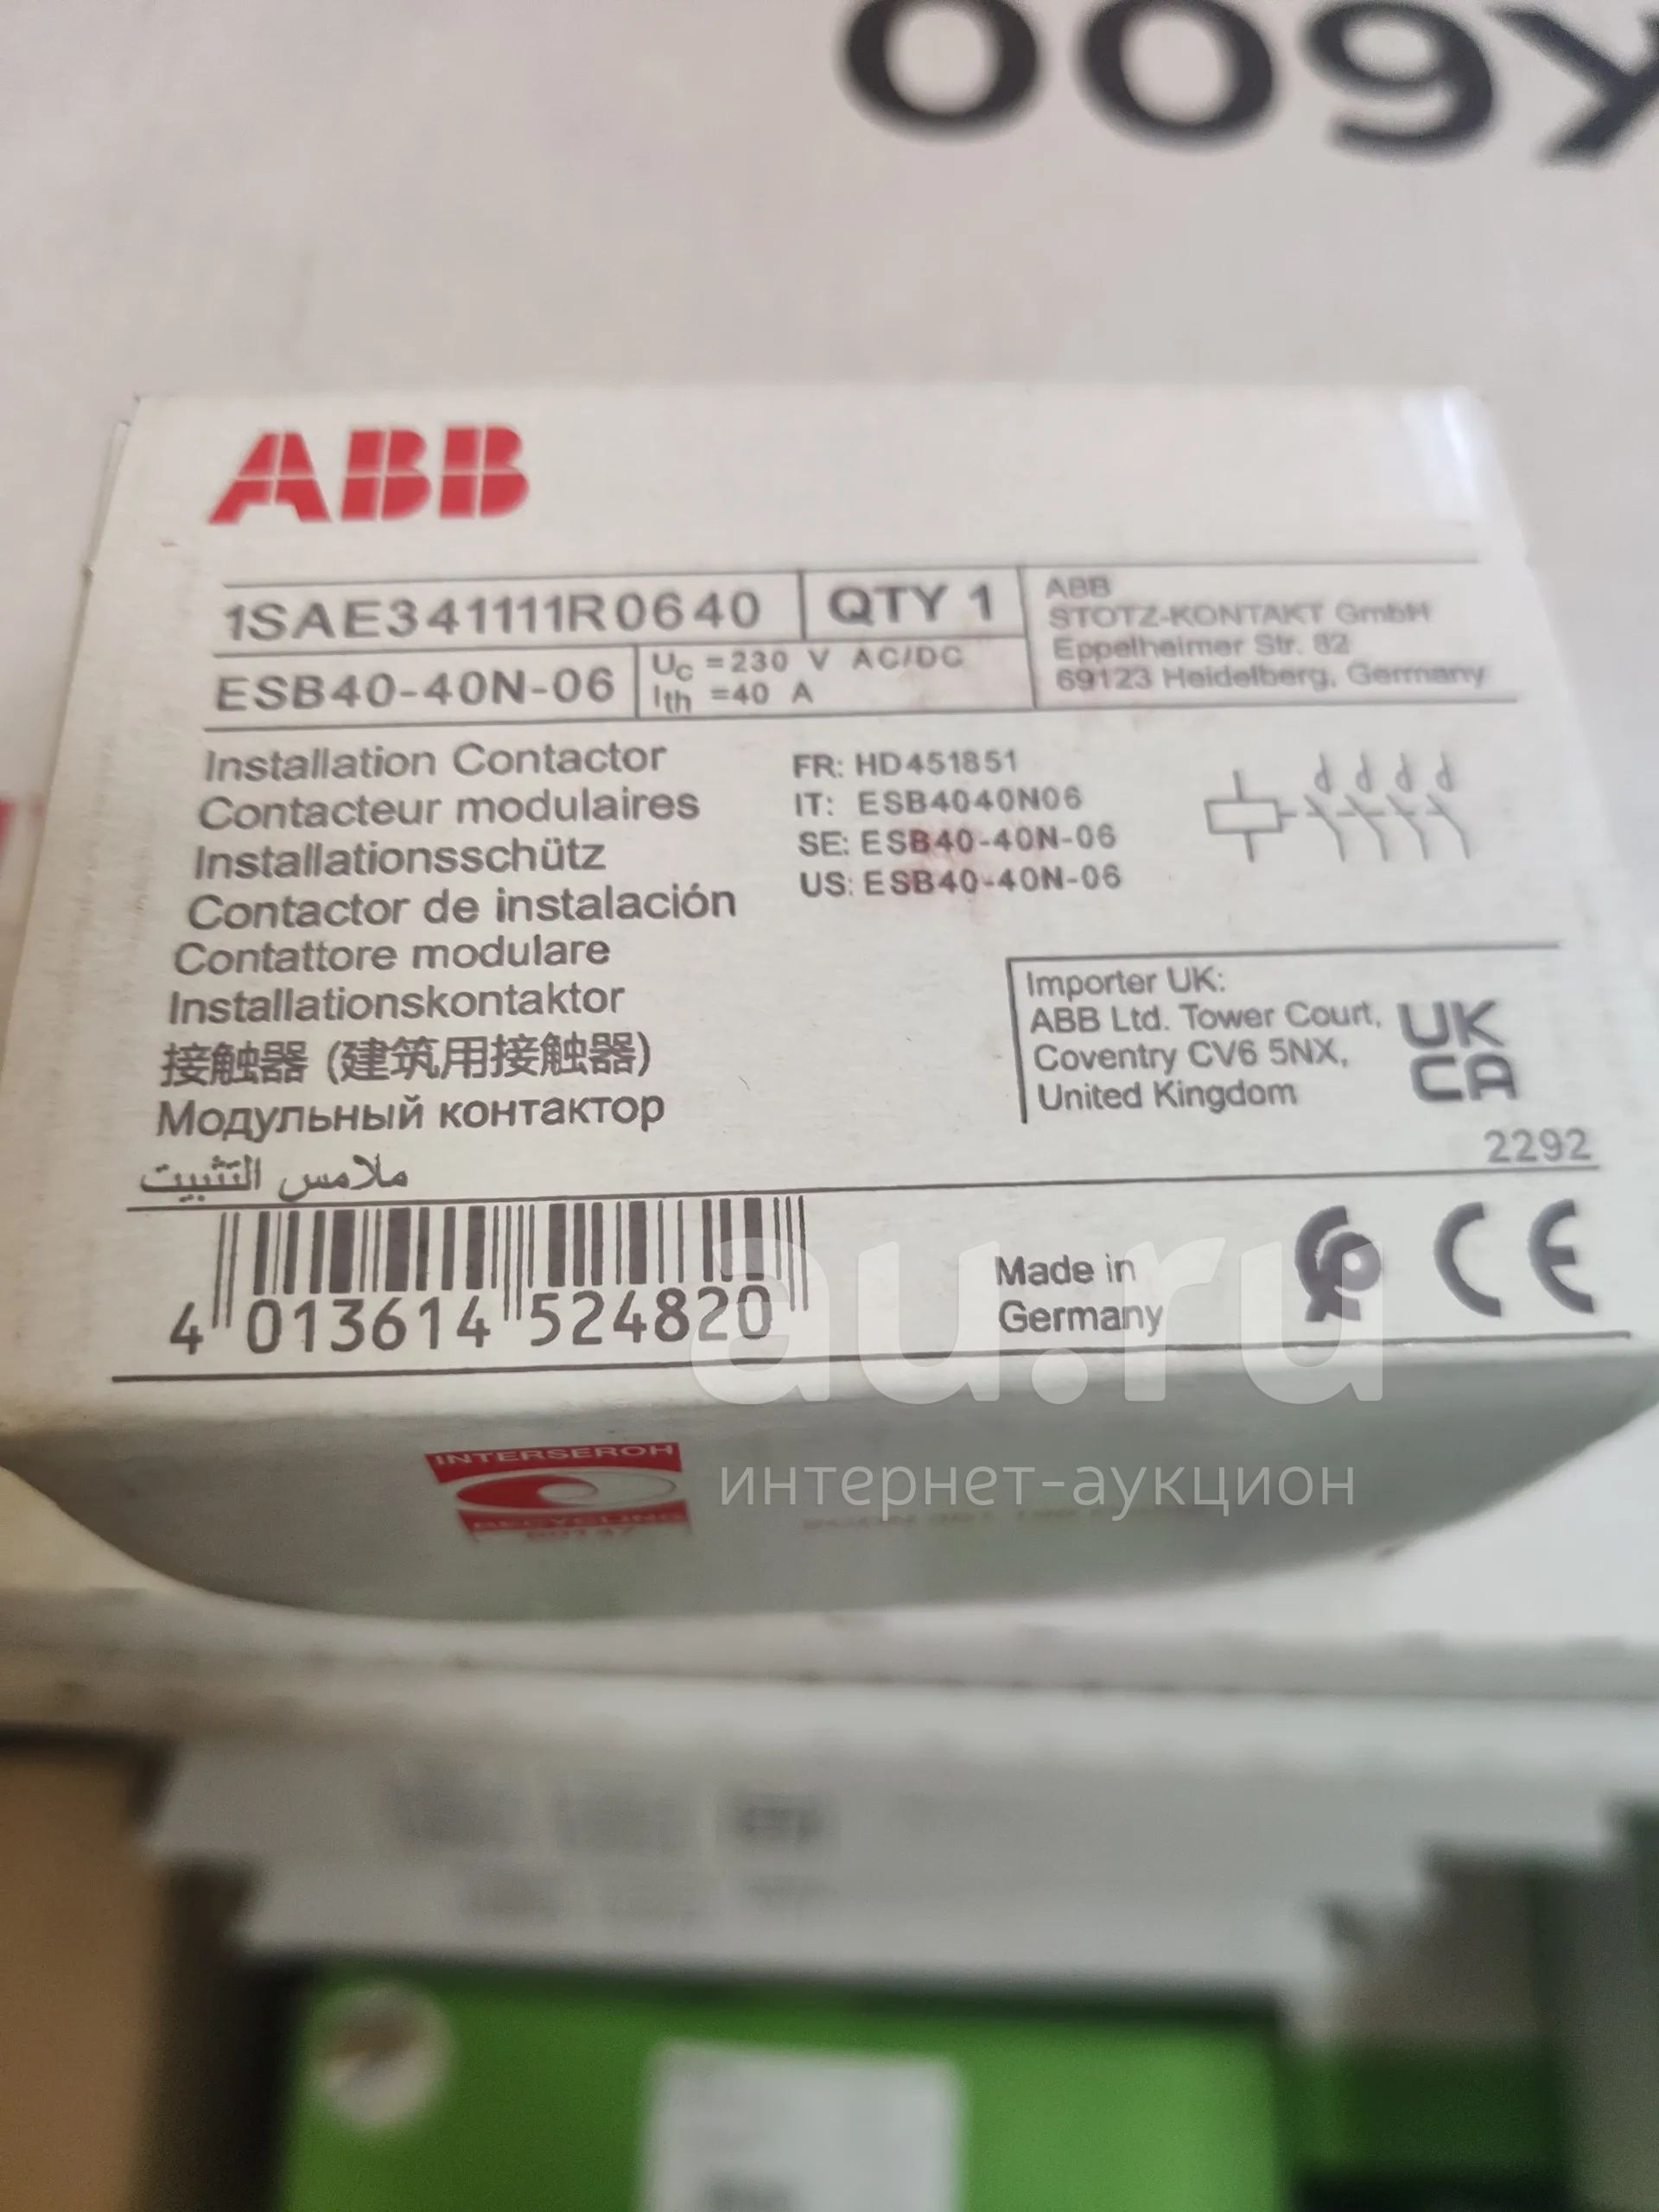 ABB
1SAE341111R0640
QTY 1
ABB
STOTZ-KONTAKT GmbH
Eppelheimer Str. 82
69123 Heidelberg, Germany
ESB40-40N-06
Uc =230 V AC/DC
Ith =40 A
Installation Contactor
Contacteur modulaires
Installationsschütz
Contactor de instalación
Contattore modulare
Installationskontaktor
接触器 (建筑用接触器)
Модульный контактор
ملامس التثبيت
FR: HD451851
IT: ESB4040N06
SE: ESB40-40N-06
US: ESB40-40N-06
Importer UK:
ABB Ltd. Tower Court,
Coventry CV6 5NX,
United Kingdom
UK
CA
2292
4 013614 524820
Made in
Germany
CE
au.ru
интернет-аукцион
INTERSEROH
RECYCLING